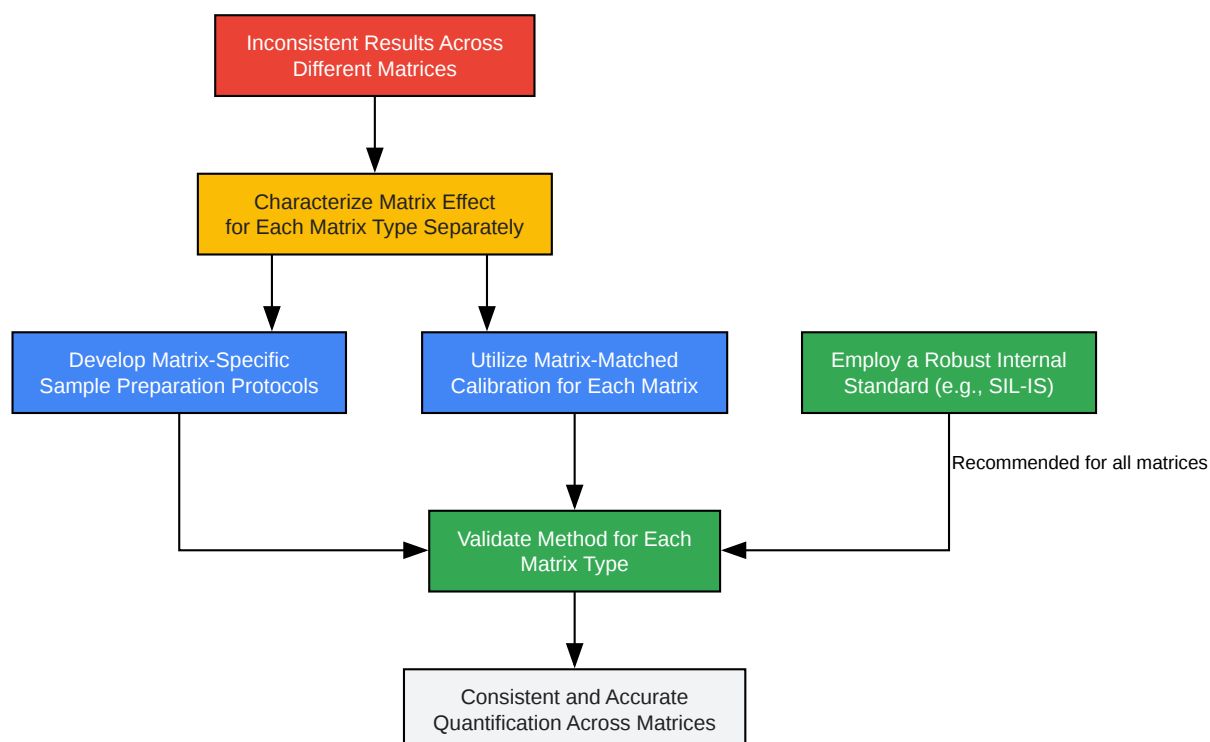 Inconsistent Results Across
Different Matrices
Characterize Matrix Effect
for Each Matrix Type Separately
Develop Matrix-Specific
Sample Preparation Protocols
Utilize Matrix-Matched
Calibration for Each Matrix
Employ a Robust Internal
Standard (e.g., SIL-IS)
Recommended for all matrices
Validate Method for Each
Matrix Type
Consistent and Accurate
Quantification Across Matrices